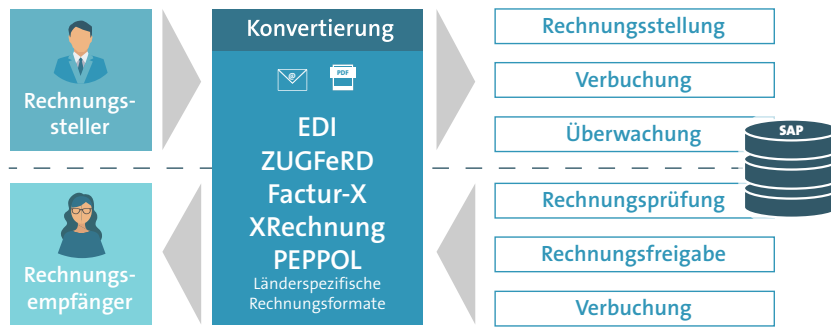 Rechnungs-
steller
Konvertierung
@
PDF
EDI
ZUGFeRD
Factur-X
XRechnung
PEPPOL
Länderspezifische
Rechnungsformate
Rechnungsstellung
Verbuchung
Überwachung
SAP
Rechnungs-
empfänger
Rechnungsprüfung
Rechnungsfreigabe
Verbuchung